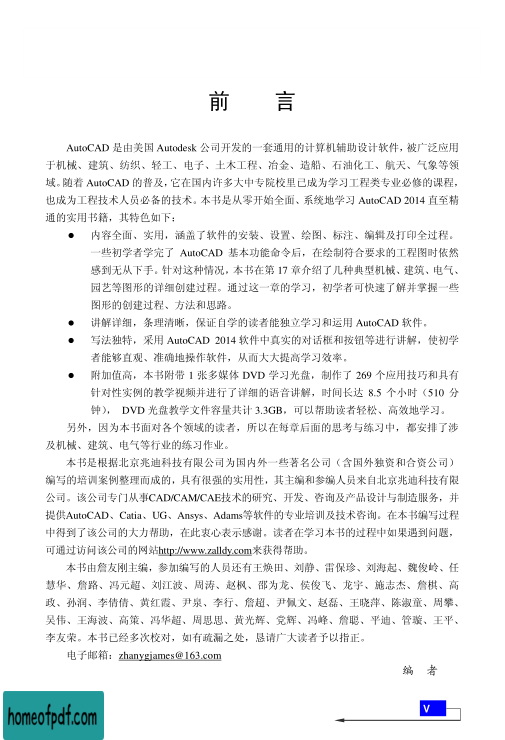 前 言
AutoCAD 是由美国 Autodesk 公司开发的一套通用的计算机辅助设计软件，被广泛应用
于机械、建筑、纺织、轻工、电子、土木工程、冶金、造船、石油化工、航天、气象等领
域。随着 AutoCAD 的普及，它在国内许多大中专院校里已成为学习工程类专业必修的课程，
也成为工程技术人员必备的技术。本书是从零开始全面、系统地学习 AutoCAD 2014 直至精
通的实用书籍，其特色如下：
● 内容全面、实用，涵盖了软件的安装、设置、绘图、标注、编辑及打印全过程。
一些初学者学完了 AutoCAD 基本功能命令后，在绘制符合要求的工程图时依然
感到无从下手。针对这种情况，本书在第 17 章介绍了几种典型机械、建筑、电气、
园艺等图形的详细创建过程。通过这一章的学习，初学者可快速了解并掌握一些
图形的创建过程、方法和思路。
● 讲解详细，条理清晰，保证自学的读者能独立学习和运用 AutoCAD 软件。
● 写法独特，采用 AutoCAD 2014 软件中真实的对话框和按钮等进行讲解，使初学
者能够直观、准确地操作软件，从而大大提高学习效率。
● 附加值高，本书附带 1 张多媒体 DVD 学习光盘，制作了 269 个应用技巧和具有
针对性实例的教学视频并进行了详细的语音讲解，时间长达 8.5 个小时（510 分
钟）， DVD 光盘教学文件容量共计 3.3GB，可以帮助读者轻松、高效地学习。
另外，因为本书面对各个领域的读者，所以在每章后面的思考与练习中，都安排了涉
及机械、建筑、电气等行业的练习作业。
本书是根据北京兆迪科技有限公司为国内外一些著名公司（含国外独资和合资公司）
编写的培训案例整理而成的，具有很强的实用性，其主编和参编人员来自北京兆迪科技有限
公司。该公司专门从事CAD/CAM/CAE技术的研究、开发、咨询及产品设计与制造服务，并
提供AutoCAD、Catia、UG、Ansys、Adams等软件的专业培训及技术咨询。在本书编写过程
中得到了该公司的大力帮助，在此衷心表示感谢。读者在学习本书的过程中如果遇到问题，
可通过访问该公司的网站http://www.zalldy.com来获得帮助。
本书由詹友刚主编，参加编写的人员还有王焕田、刘静、雷保珍、刘海起、魏俊岭、任
慧华、詹路、冯元超、刘江波、周涛、赵枫、邵为龙、侯俊飞、龙宇、施志杰、詹棋、高
政、孙润、李倩倩、黄红霞、尹泉、李行、詹超、尹佩文、赵磊、王晓萍、陈淑童、周攀、
吴伟、王海波、高策、冯华超、周思思、黄光辉、党辉、冯峰、詹聪、平迪、管璇、王平、
李友荣。本书已经多次校对，如有疏漏之处，恳请广大读者予以指正。
电子邮箱：zhanygjames@163.com
编 者
V
homeofpdf.com